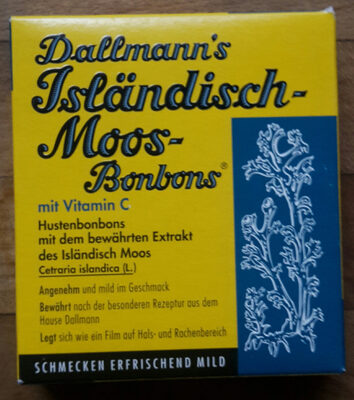 Dallmann's
Isländisch-
Moos-
Bonbons®
mit Vitamin C
Hustenbonbons
mit dem bewährten Extrakt
des Isländisch Moos
Cetraria islandica (L.)
Angenehm und mild im Geschmack
Bewährt nach der besonderen Rezeptur aus dem
Hause Dallmann
Legt sich wie ein Film auf Hals- und Rachenbereich
SCHMECKEN ERFRISCHEND MILD